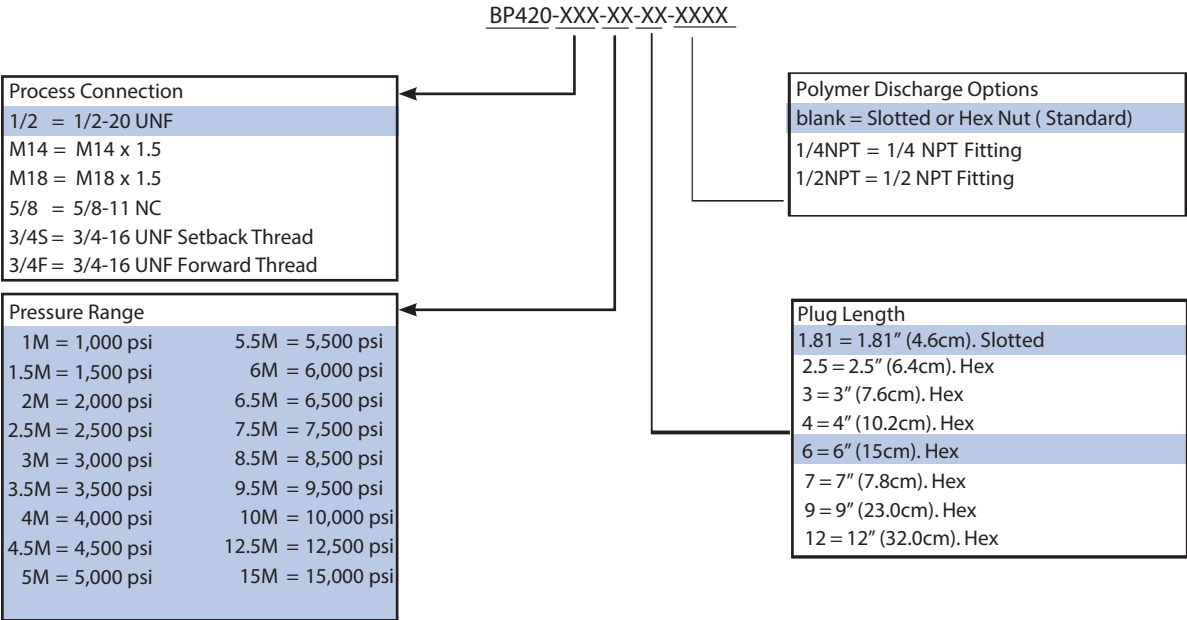 BP420-XXX-XX-XX-XXXX
Process Connection
1/2 = 1/2-20 UNF
M14 = M14 x 1.5
M18 = M18 x 1.5
5/8 = 5/8-11 NC
3/4S = 3/4-16 UNF Setback Thread
3/4F = 3/4-16 UNF Forward Thread
Pressure Range
1M = 1,000 psi
1.5M = 1,500 psi
2M = 2,000 psi
2.5M = 2,500 psi
3M = 3,000 psi
3.5M = 3,500 psi
4M = 4,000 psi
4.5M = 4,500 psi
5M = 5,000 psi
5.5M = 5,500 psi
6M = 6,000 psi
6.5M = 6,500 psi
7.5M = 7,500 psi
8.5M = 8,500 psi
9.5M = 9,500 psi
10M = 10,000 psi
12.5M = 12,500 psi
15M = 15,000 psi
Polymer Discharge Options
blank = Slotted or Hex Nut ( Standard)
1/4NPT = 1/4 NPT Fitting
1/2NPT = 1/2 NPT Fitting
Plug Length
1.81 = 1.81” (4.6cm). Slotted
2.5 = 2.5” (6.4cm). Hex
3 = 3” (7.6cm). Hex
4 = 4” (10.2cm). Hex
6 = 6” (15cm). Hex
7 = 7” (7.8cm). Hex
9 = 9” (23.0cm). Hex
12 = 12” (32.0cm). Hex